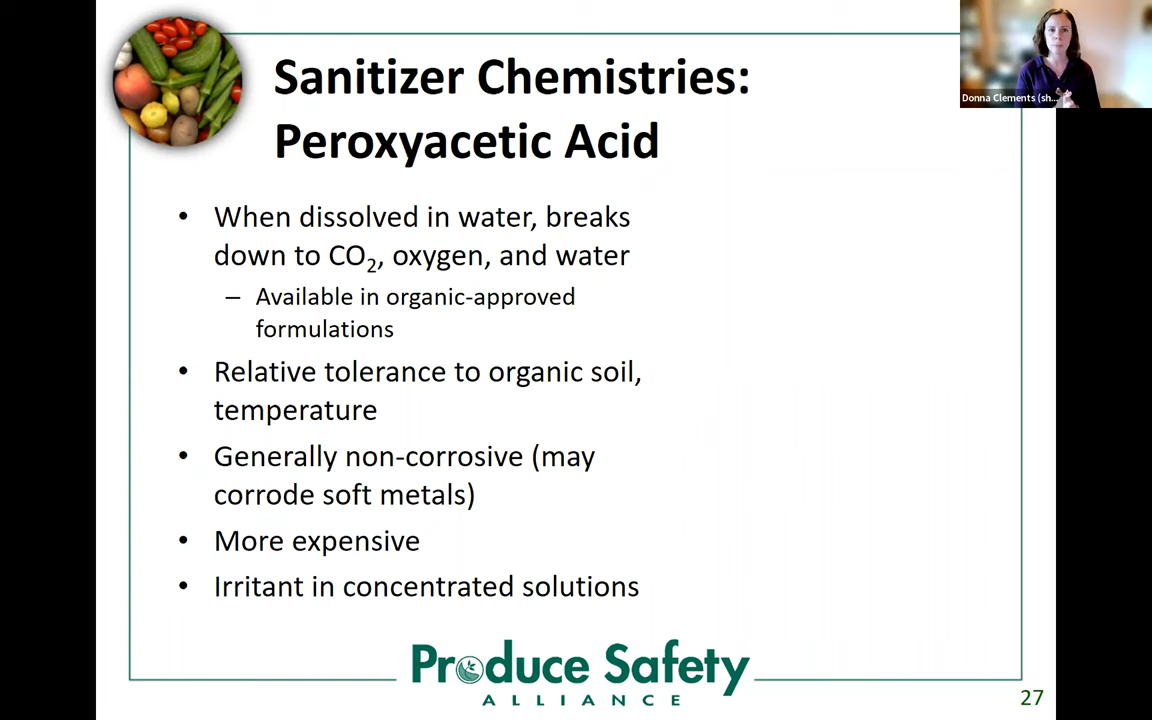 Sanitizer Chemistries:
Peroxyacetic Acid
Donna Clements (sh...
• When dissolved in water, breaks
down to CO₂, oxygen, and water
– Available in organic-approved
formulations
• Relative tolerance to organic soil,
temperature
• Generally non-corrosive (may
corrode soft metals)
• More expensive
• Irritant in concentrated solutions
Produce Safety
ALLIANCE
27